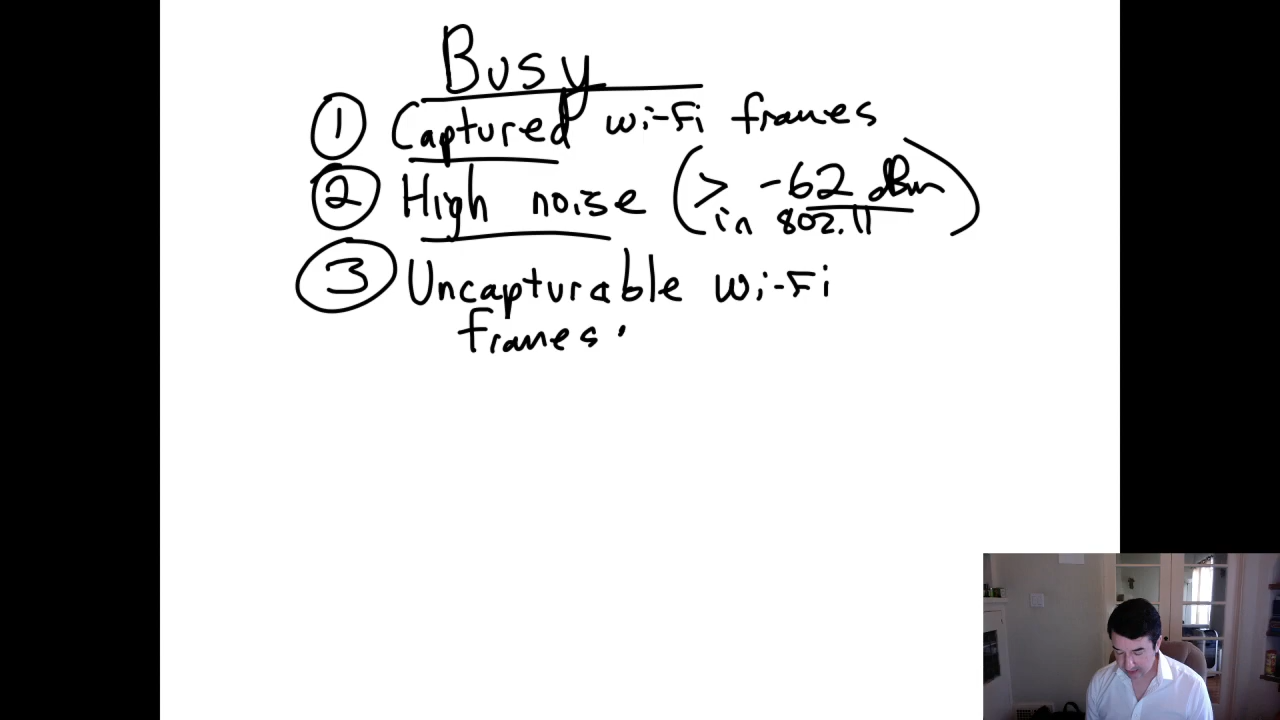 Busy
1 Captured Wi-Fi frames
2 High noise (> -62 dBm
in 802.11)
3 Uncapturable Wi-Fi
frames.